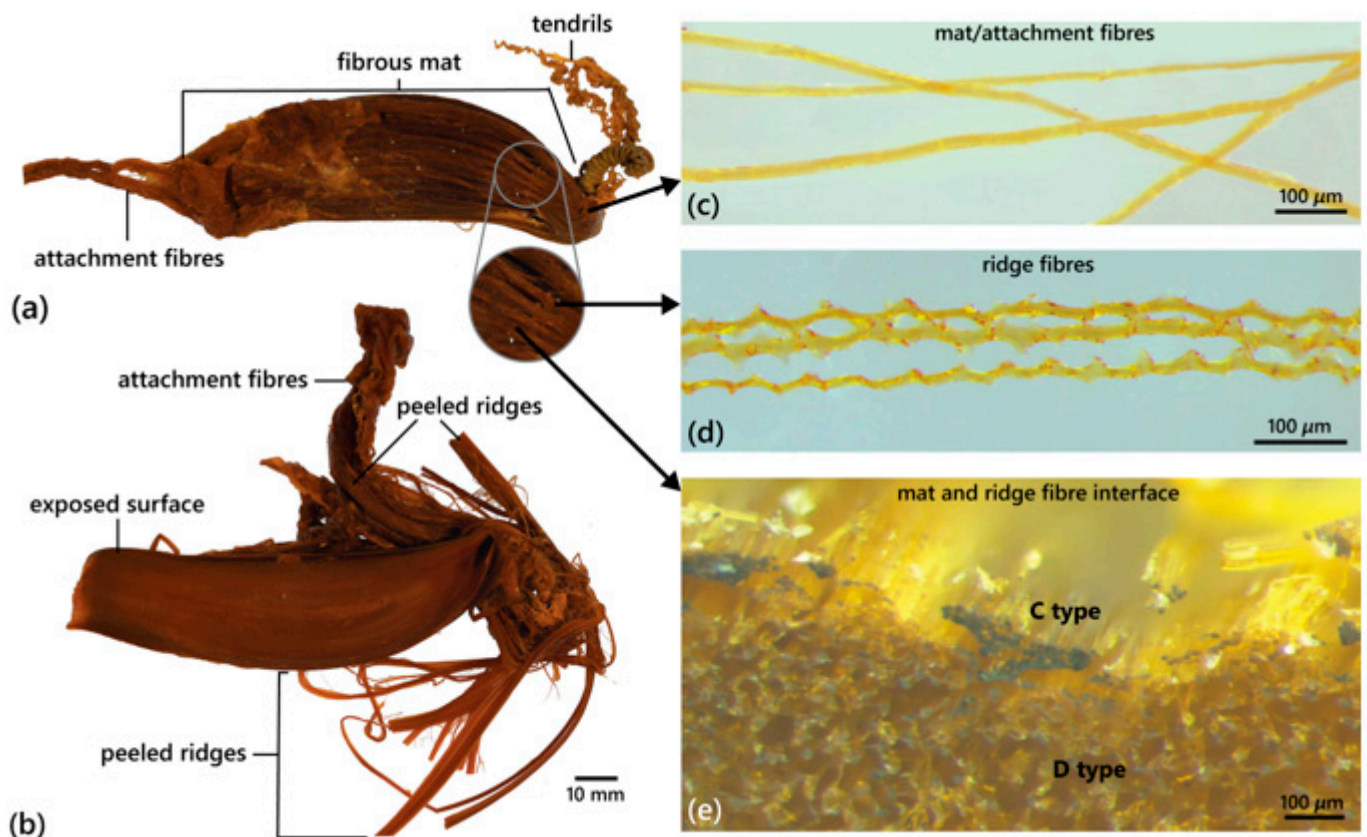 tendrils
fibrous mat
attachment fibres
(a)
attachment fibres
peeled ridges
exposed surface
peeled ridges
10 mm
(b)
mat/attachment fibres
100 μm
(c)
ridge fibres
100 μm
(d)
mat and ridge fibre interface
C type
D type
100 μm
(e)